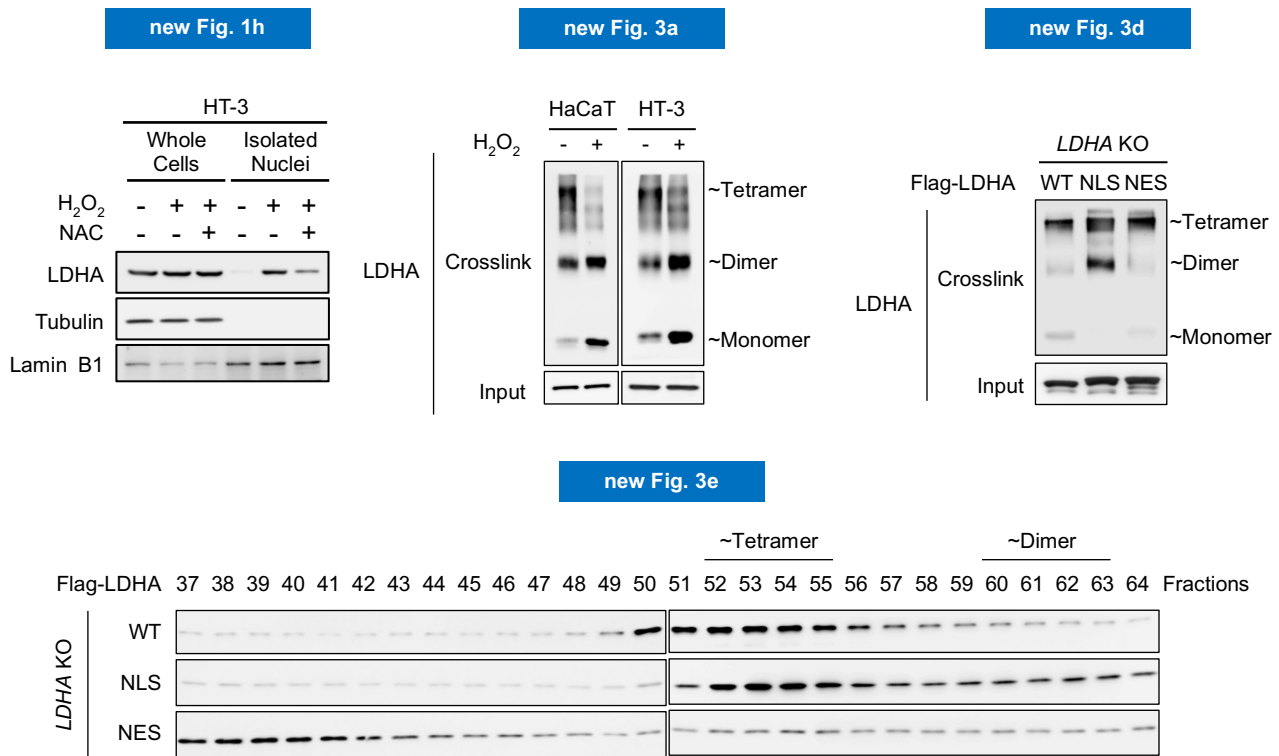 new Fig. 1h
HT-3
Whole Cells
Isolated Nuclei
H₂O₂ - + + - + +
NAC - - + - - +
LDHA
Tubulin
Lamin B1
new Fig. 3a
HaCaT HT-3
H₂O₂ - + - +
LDHA
Crosslink
~Tetramer
~Dimer
~Monomer
Input
new Fig. 3d
LDHA KO
Flag-LDHA WT NLS NES
LDHA
Crosslink
~Tetramer
~Dimer
~Monomer
Input
new Fig. 3e
~Tetramer ~Dimer
Flag-LDHA 37 38 39 40 41 42 43 44 45 46 47 48 49 50 51 52 53 54 55 56 57 58 59 60 61 62 63 64 Fractions
LDHA KO
WT
NLS
NES